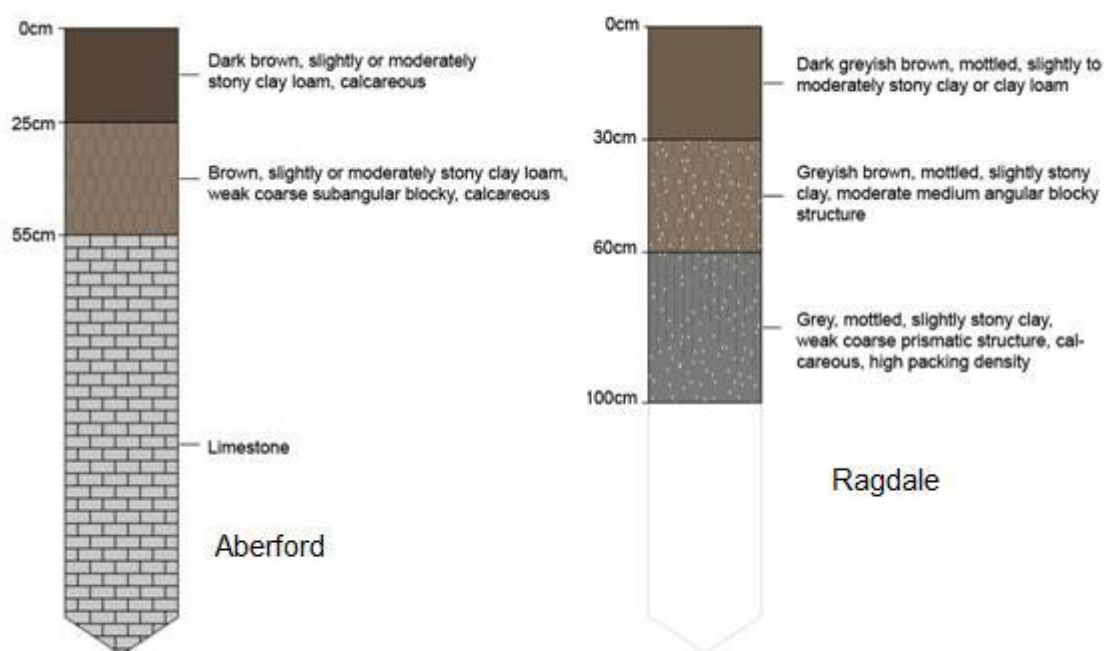 0cm
Dark brown, slightly or moderately
stony clay loam, calcareous
25cm
Brown, slightly or moderately stony clay loam,
weak coarse subangular blocky, calcareous
55cm
Limestone
Aberford
0cm
Dark greyish brown, mottled, slightly to
moderately stony clay or clay loam
30cm
Greyish brown, mottled, slightly stony
clay, moderate medium angular blocky
structure
60cm
Grey, mottled, slightly stony clay,
weak coarse prismatic structure, cal-
careous, high packing density
100cm
Ragdale